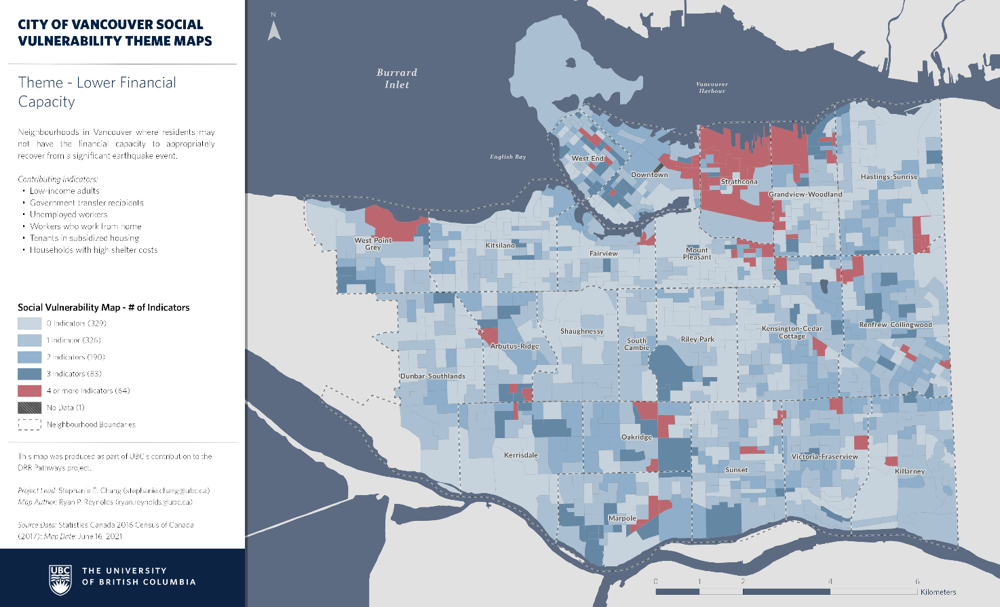 CITY OF VANCOUVER SOCIAL
VULNERABILITY THEME MAPS
Theme - Lower Financial
Capacity
Neighbourhoods in Vancouver where residents may
not have the financial capacity to appropriately
recover from a significant earthquake event.
Contributing indicators:
• Low-income adults
• Government transfer recipients
• Unemployed workers
• Workers who work from home
• Tenants in subsidized housing
• Households with high shelter costs
Social Vulnerability Map - # of Indicators
0 Indicators (329)
1 Indicator (326)
2 Indicators (190)
3 Indicators (83)
4 or more Indicators (64)
No Data (1)
Neighbourhood Boundaries
This map was produced as part of UBC's contribution to the
DRR Pathways project.
Project Lead: Stephanie E. Chang (stephanie.chang@ubc.ca)
Map Author: Ryan P. Reynolds (ryan.reynolds@ubc.ca)
Source Data: Statistics Canada 2016 Census of Canada
(2017); Map Date: June 16, 2021
UBC
THE UNIVERSITY
OF BRITISH COLUMBIA
N
Burrard
Inlet
Vancouver
Harbour
English Bay
West End
Downtown
Strathcona
Hastings-Sunrise
Grandview-Woodland
West Point
Grey
Kitsilano
Fairview
Mount
Pleasant
Shaughnessy
South
Cambie
Riley Park
Kensington-Cedar
Cottage
Renfrew-Collingwood
Arbutus-Ridge
Dunbar-Southlands
Kerrisdale
Oakridge
Sunset
Victoria-Fraserview
Killarney
Marpole
0 1 2 4 6
Kilometers